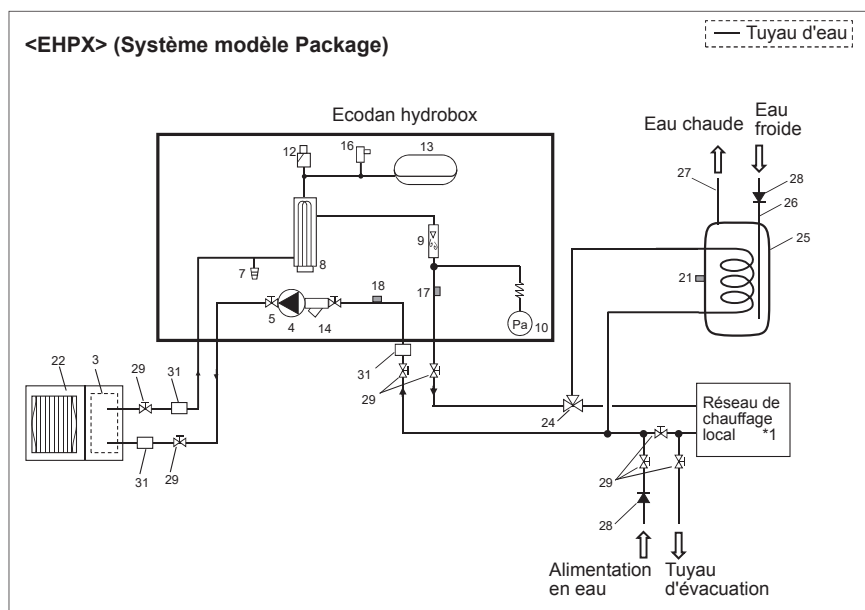 <EHPX> (Système modèle Package)
Tuyau d'eau
Ecodan hydrobox
Eau chaude
Eau
froide
12
16
13
27
28
26
25
7
8
9
21
18
17
5
4
14
Pa
10
22
3
29
31
31
29
24
Réseau de
chauffage
local *1
31
29
29
28
Alimentation
en eau
Tuyau
d'évacuation